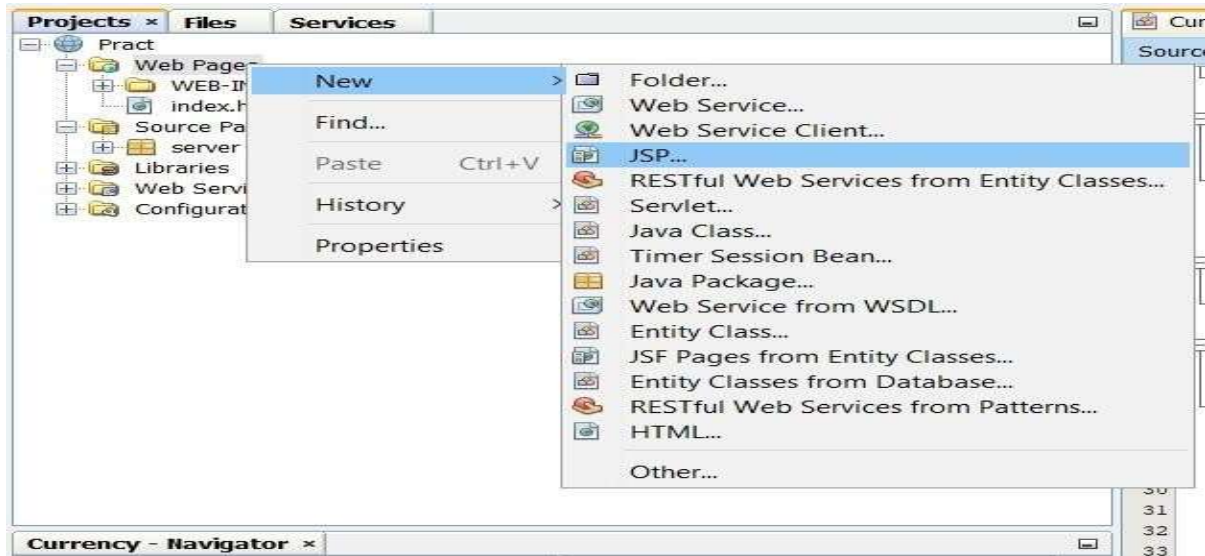 Projects Files Services
Cur
Pract
Sourc
Web Pages
New
Folder...
WEB-IN
Web Service...
index.h
Find...
Web Service Client...
Source Pa
JSP...
server
Paste Ctrl+V
RESTful Web Services from Entity Classes...
Libraries
Servlet...
Web Servi
History
Java Class...
Configurat
Properties
Timer Session Bean...
Java Package...
Web Service from WSDL...
Entity Class...
JSF Pages from Entity Classes...
Entity Classes from Database...
RESTful Web Services from Patterns...
HTML...
Other...
30
31
32
33
Currency - Navigator